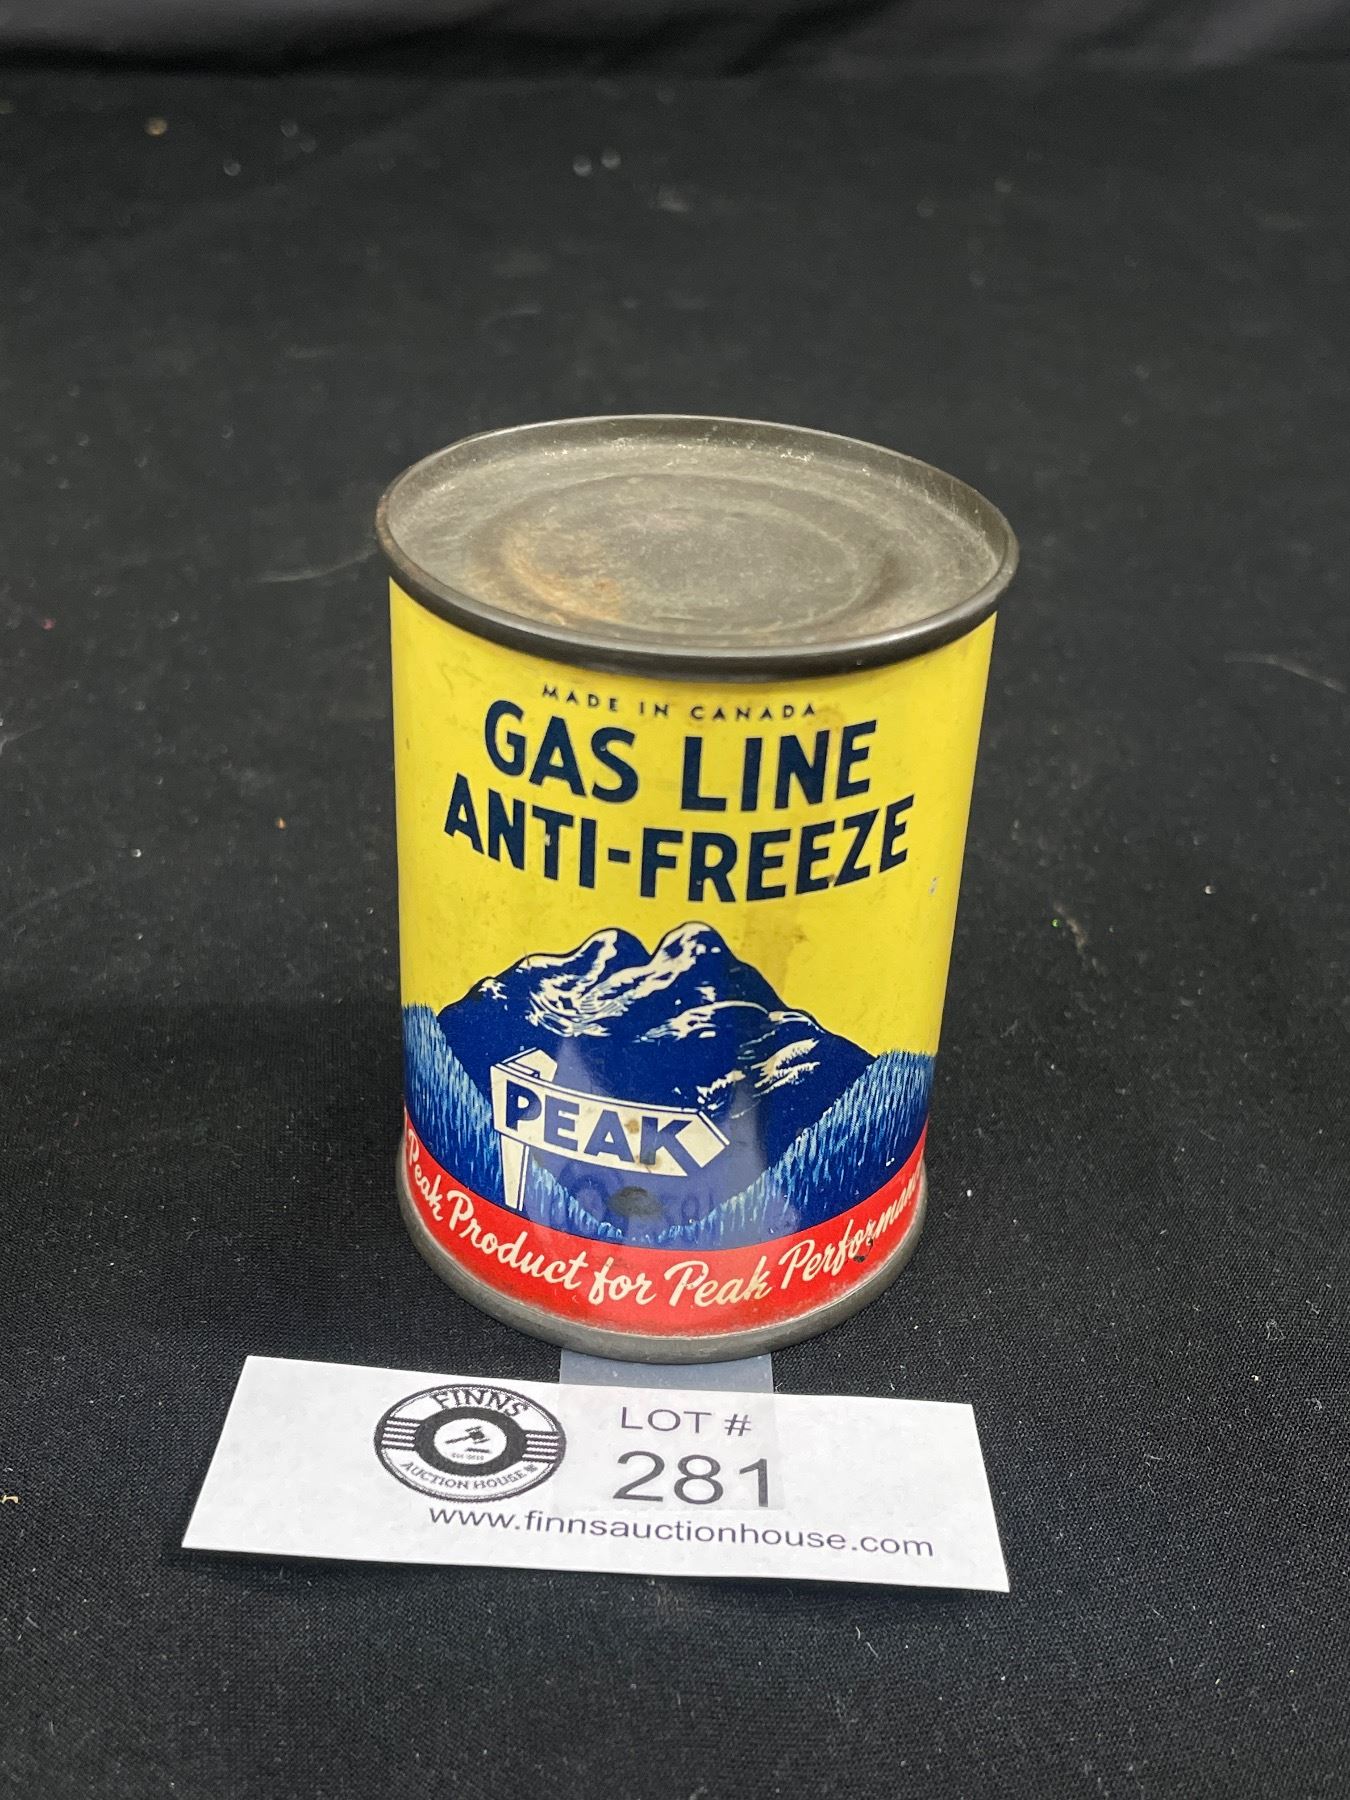 MADE IN CANADA
GAS LINE
ANTI-FREEZE
PEAK
Peak Product for Peak Performance
FINNS
AUCTION HOUSE
LOT #
281
www.finnsauctionhouse.com